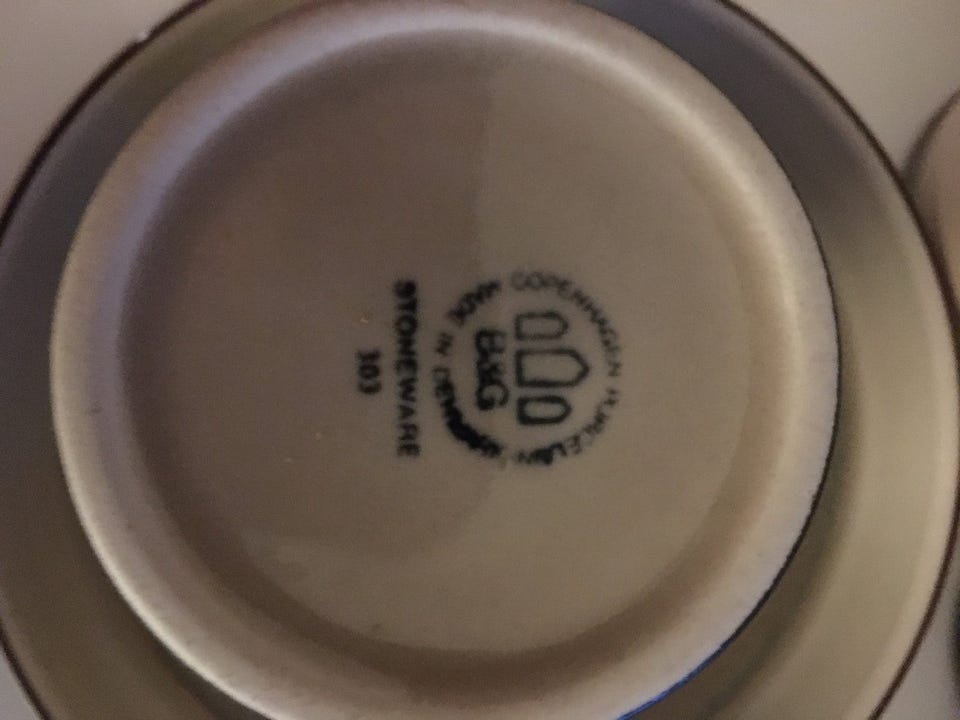 COPENHAGEN PORCELAIN
B&G
MADE IN DENMARK
STONEWARE
303